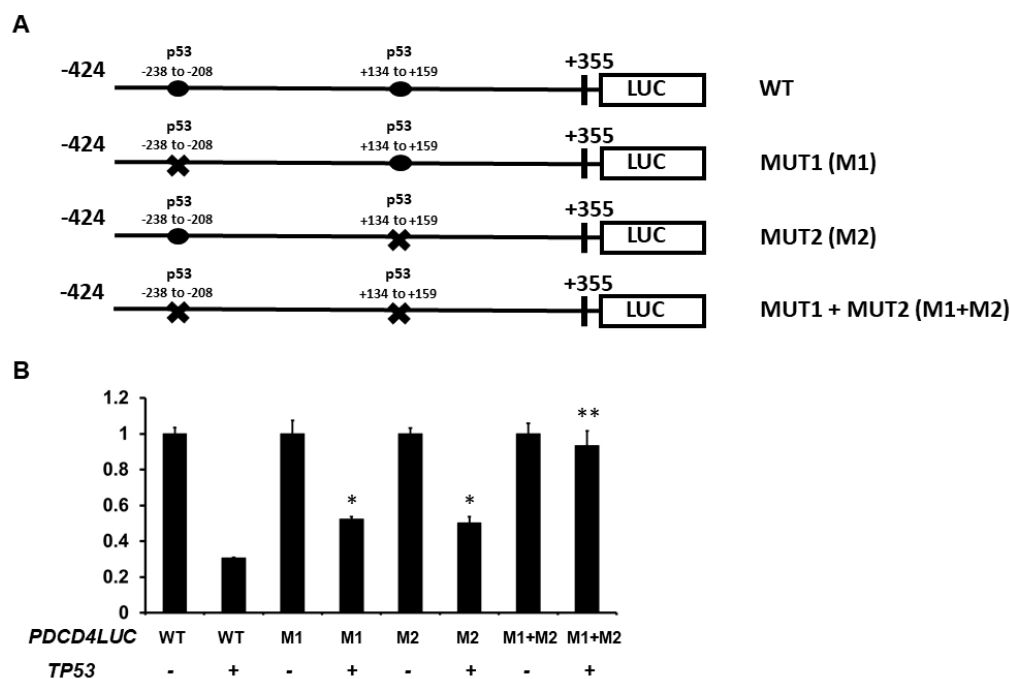 A
p53
-424 -238 to -208
p53
+134 to +159
+355
LUC
WT
p53
-424 -238 to -208
p53
+134 to +159
+355
LUC
MUT1 (M1)
p53
-424 -238 to -208
p53
+134 to +159
+355
LUC
MUT2 (M2)
p53
-424 -238 to -208
p53
+134 to +159
+355
LUC
MUT1 + MUT2 (M1+M2)
B
1.2
1
0.8
0.6
0.4
0.2
0
*
*
**
PDCD4LUC WT WT M1 M1 M2 M2 M1+M2 M1+M2
TP53 - + - + - + - +